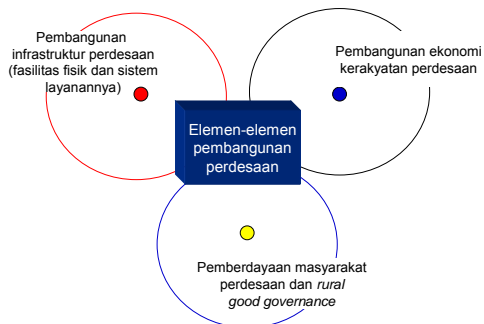 Pembangunan
infrastruktur perdesaan
(fasilitas fisik dan sistem
layanannya)
Pembangunan ekonomi
kerakyatan perdesaan
Elemen-elemen
pembangunan
perdesaan
Pemberdayaan masyarakat
perdesaan dan rural
good governance